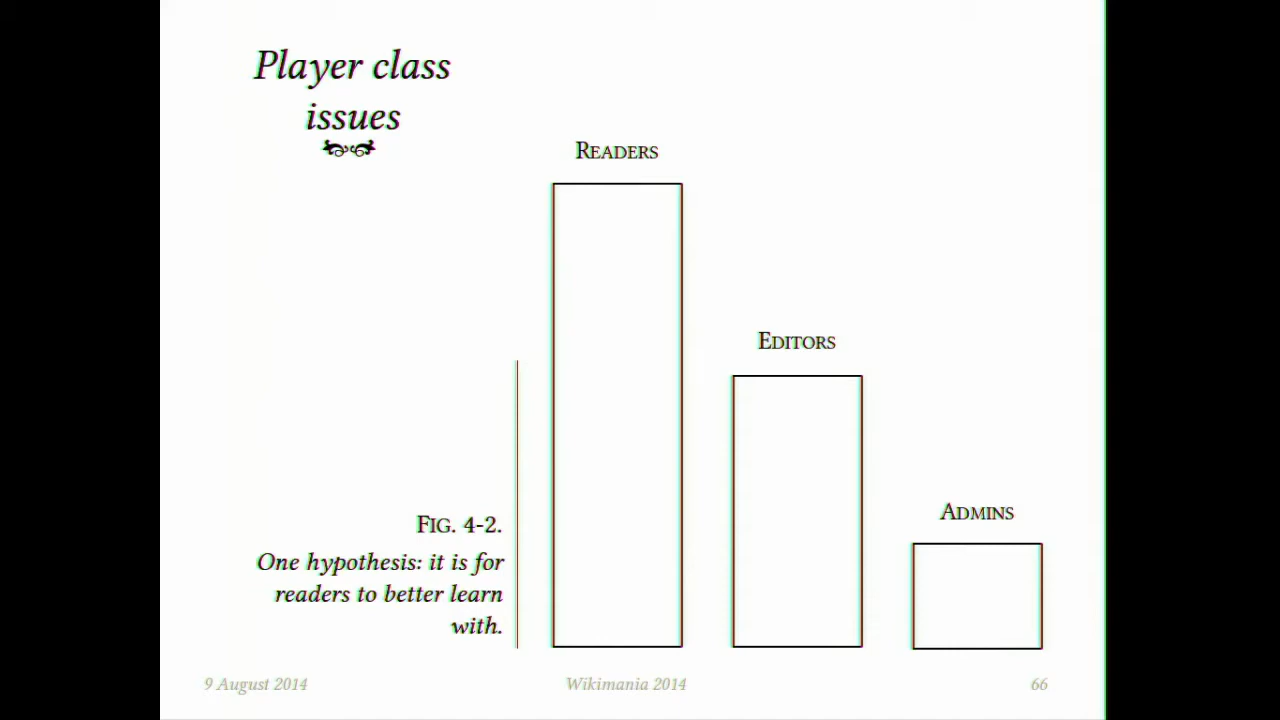 Player class
issues
READERS
EDITORS
ADMINS
FIG. 4-2.
One hypothesis: it is for
readers to better learn
with.
9 August 2014
Wikimania 2014
66